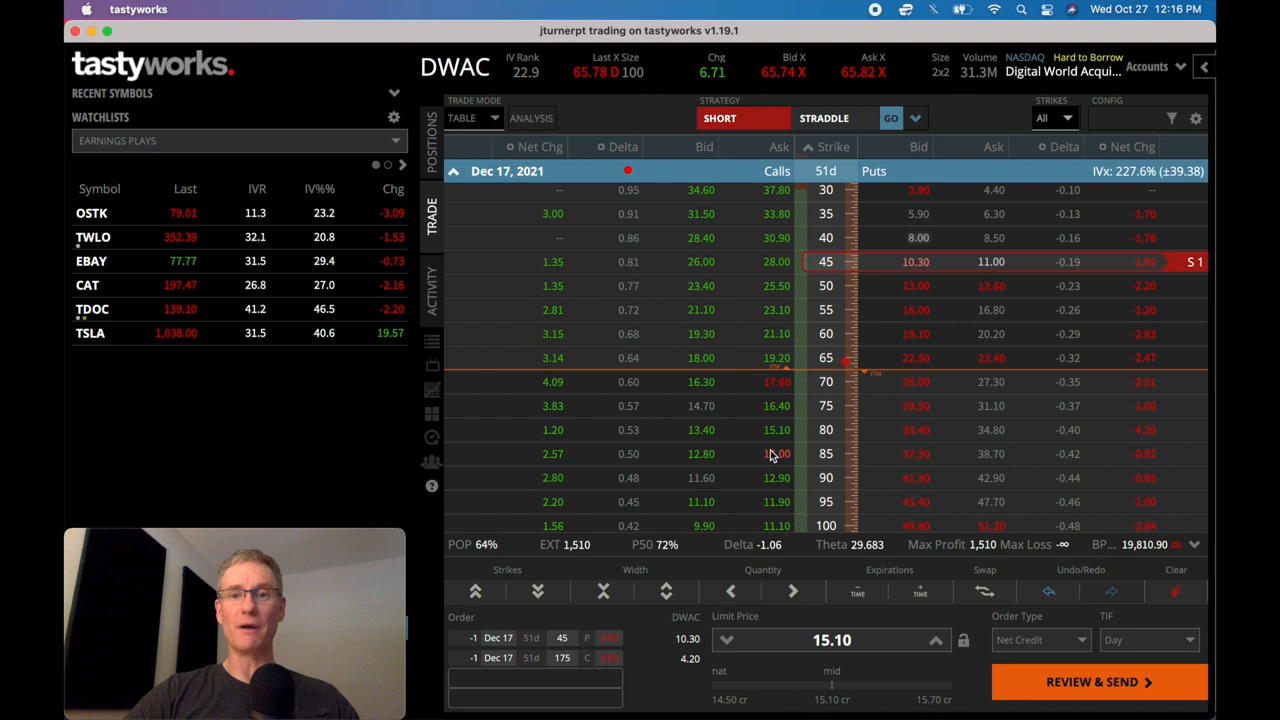 tastyworks
Wed Oct 27 12:16 PM
jturnerpt trading on tastyworks v1.19.1
tastyworks.
RECENT SYMBOLS
WATCHLISTS
EARNINGS PLAYS
Symbol Last IVR IV%% Chg
OSTK 79.01 11.3 23.2 -3.09
TWLO 352.39 32.1 20.8 -1.53
EBAY 77.77 31.5 29.4 -0.73
CAT 197.47 26.8 27.0 -2.16
TDOC 139.10 41.2 46.5 -2.20
TSLA 1,038.00 31.5 40.6 19.57
DWAC
IV Rank Last X Size Chg Bid X Ask X Size Volume NASDAQ Hard to Borrow
22.9 65.78 D 100 6.71 65.74 X 65.82 X 2x2 31.3M Digital World Acqui... Accounts
POSITIONS
TRADE
ACTIVITY
TRADE MODE STRATEGY STRIKES CONFIG
TABLE ANALYSIS SHORT STRADDLE GO All
Net Chg Delta Bid Ask Strike Bid Ask Delta Net Chg
Dec 17, 2021 Calls 51d Puts IVx: 227.6% (±39.38)
-- 0.95 34.60 37.80 30 3.90 4.40 -0.10 --
3.00 0.91 31.50 33.80 35 5.90 6.30 -0.13 -1.70
-- 0.86 28.40 30.90 40 8.00 8.50 -0.16 -1.76
1.35 0.81 26.00 28.00 45 10.30 11.00 -0.19 -1.92 S 1
1.35 0.77 23.40 25.50 50 13.00 13.60 -0.23 -2.20
2.81 0.72 21.10 23.10 55 16.00 16.80 -0.26 -1.20
3.15 0.68 19.30 21.10 60 19.10 20.20 -0.29 -2.83
3.14 0.64 18.00 19.20 65 22.50 23.40 -0.32 -2.47
ITM ITM
4.09 0.60 16.30 17.60 70 26.00 27.30 -0.35 -2.01
3.83 0.57 14.70 16.40 75 29.50 31.10 -0.37 -1.60
1.20 0.53 13.40 15.10 80 33.40 34.80 -0.40 -4.20
2.57 0.50 12.80 85 37.30 38.70 -0.42 -0.82
2.80 0.48 11.60 12.90 90 41.30 42.90 -0.44 -0.65
2.20 0.45 11.10 11.90 95 45.40 47.70 -0.46 -1.00
1.56 0.42 9.90 11.10 100 49.80 51.20 -0.48 -2.84
POP 64% EXT 1,510 P50 72% Delta -1.06 Theta 29.683 Max Profit 1,510 Max Loss -∞ BP... 19,810.90 db
Strikes Width Quantity Expirations Swap Undo/Redo Clear
TIME TIME
Order DWAC Limit Price Order Type TIF
-1 Dec 17 51d 45 P STO 10.30 15.10 Net Credit Day
-1 Dec 17 51d 175 C STO 4.20
nat mid
14.50 cr 15.10 cr 15.70 cr
REVIEW & SEND